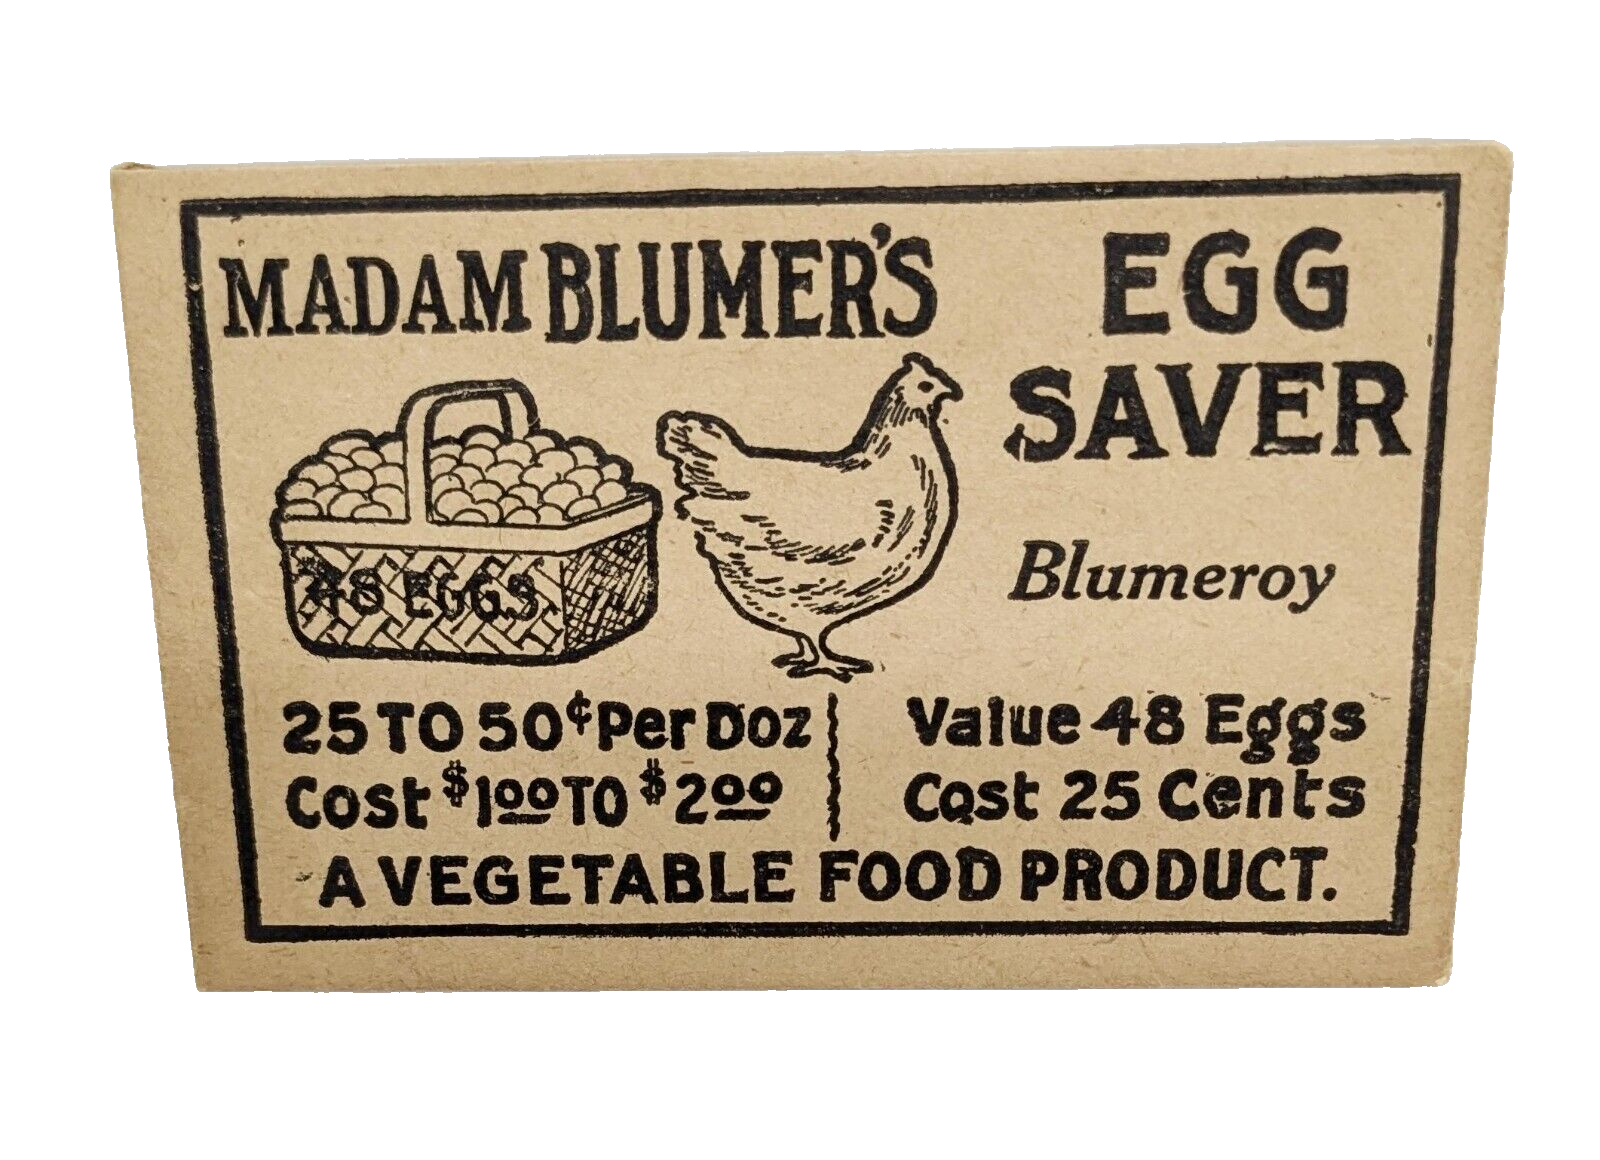 MADAM BLUMER'S
EGG
SAVER
48 EGGS
Blumeroy
25 TO 50¢ Per Doz
Cost $1.00 TO $2.00
Value 48 Eggs
Cost 25 Cents
A VEGETABLE FOOD PRODUCT.